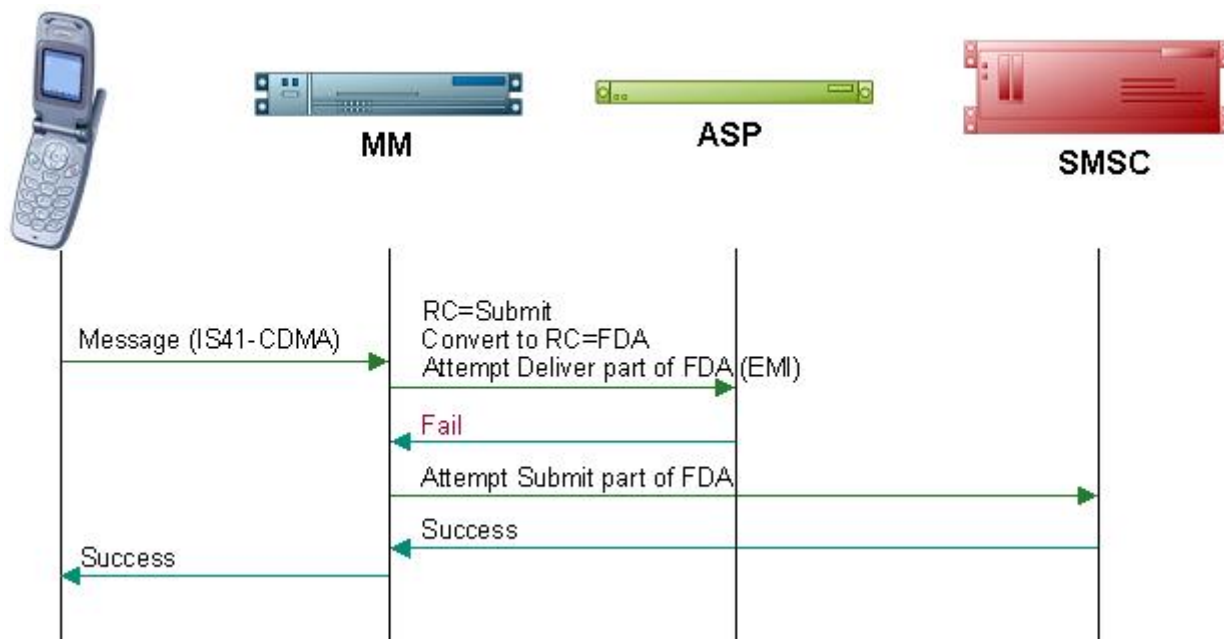 MM
ASP
SMSC
Message (IS41-CDMA)
RC=Submit
Convert to RC=FDA
Attempt Deliver part of FDA (EMI)
Fail
Attempt Submit part of FDA
Success
Success